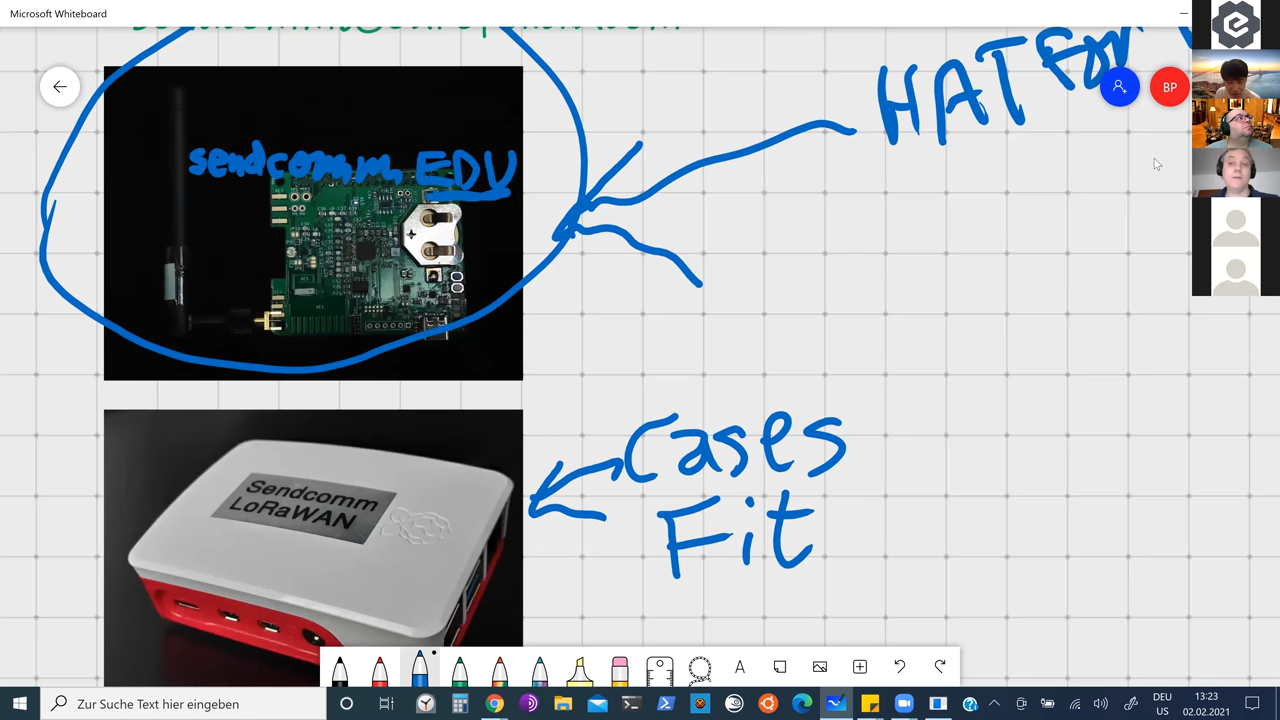 Microsoft Whiteboard
HAT For
BP
sendcomm EDU
Cases
Fit
Sendcomm
LoRaWAN
Zur Suche Text hier eingeben
DEU
US
13:23
02.02.2021